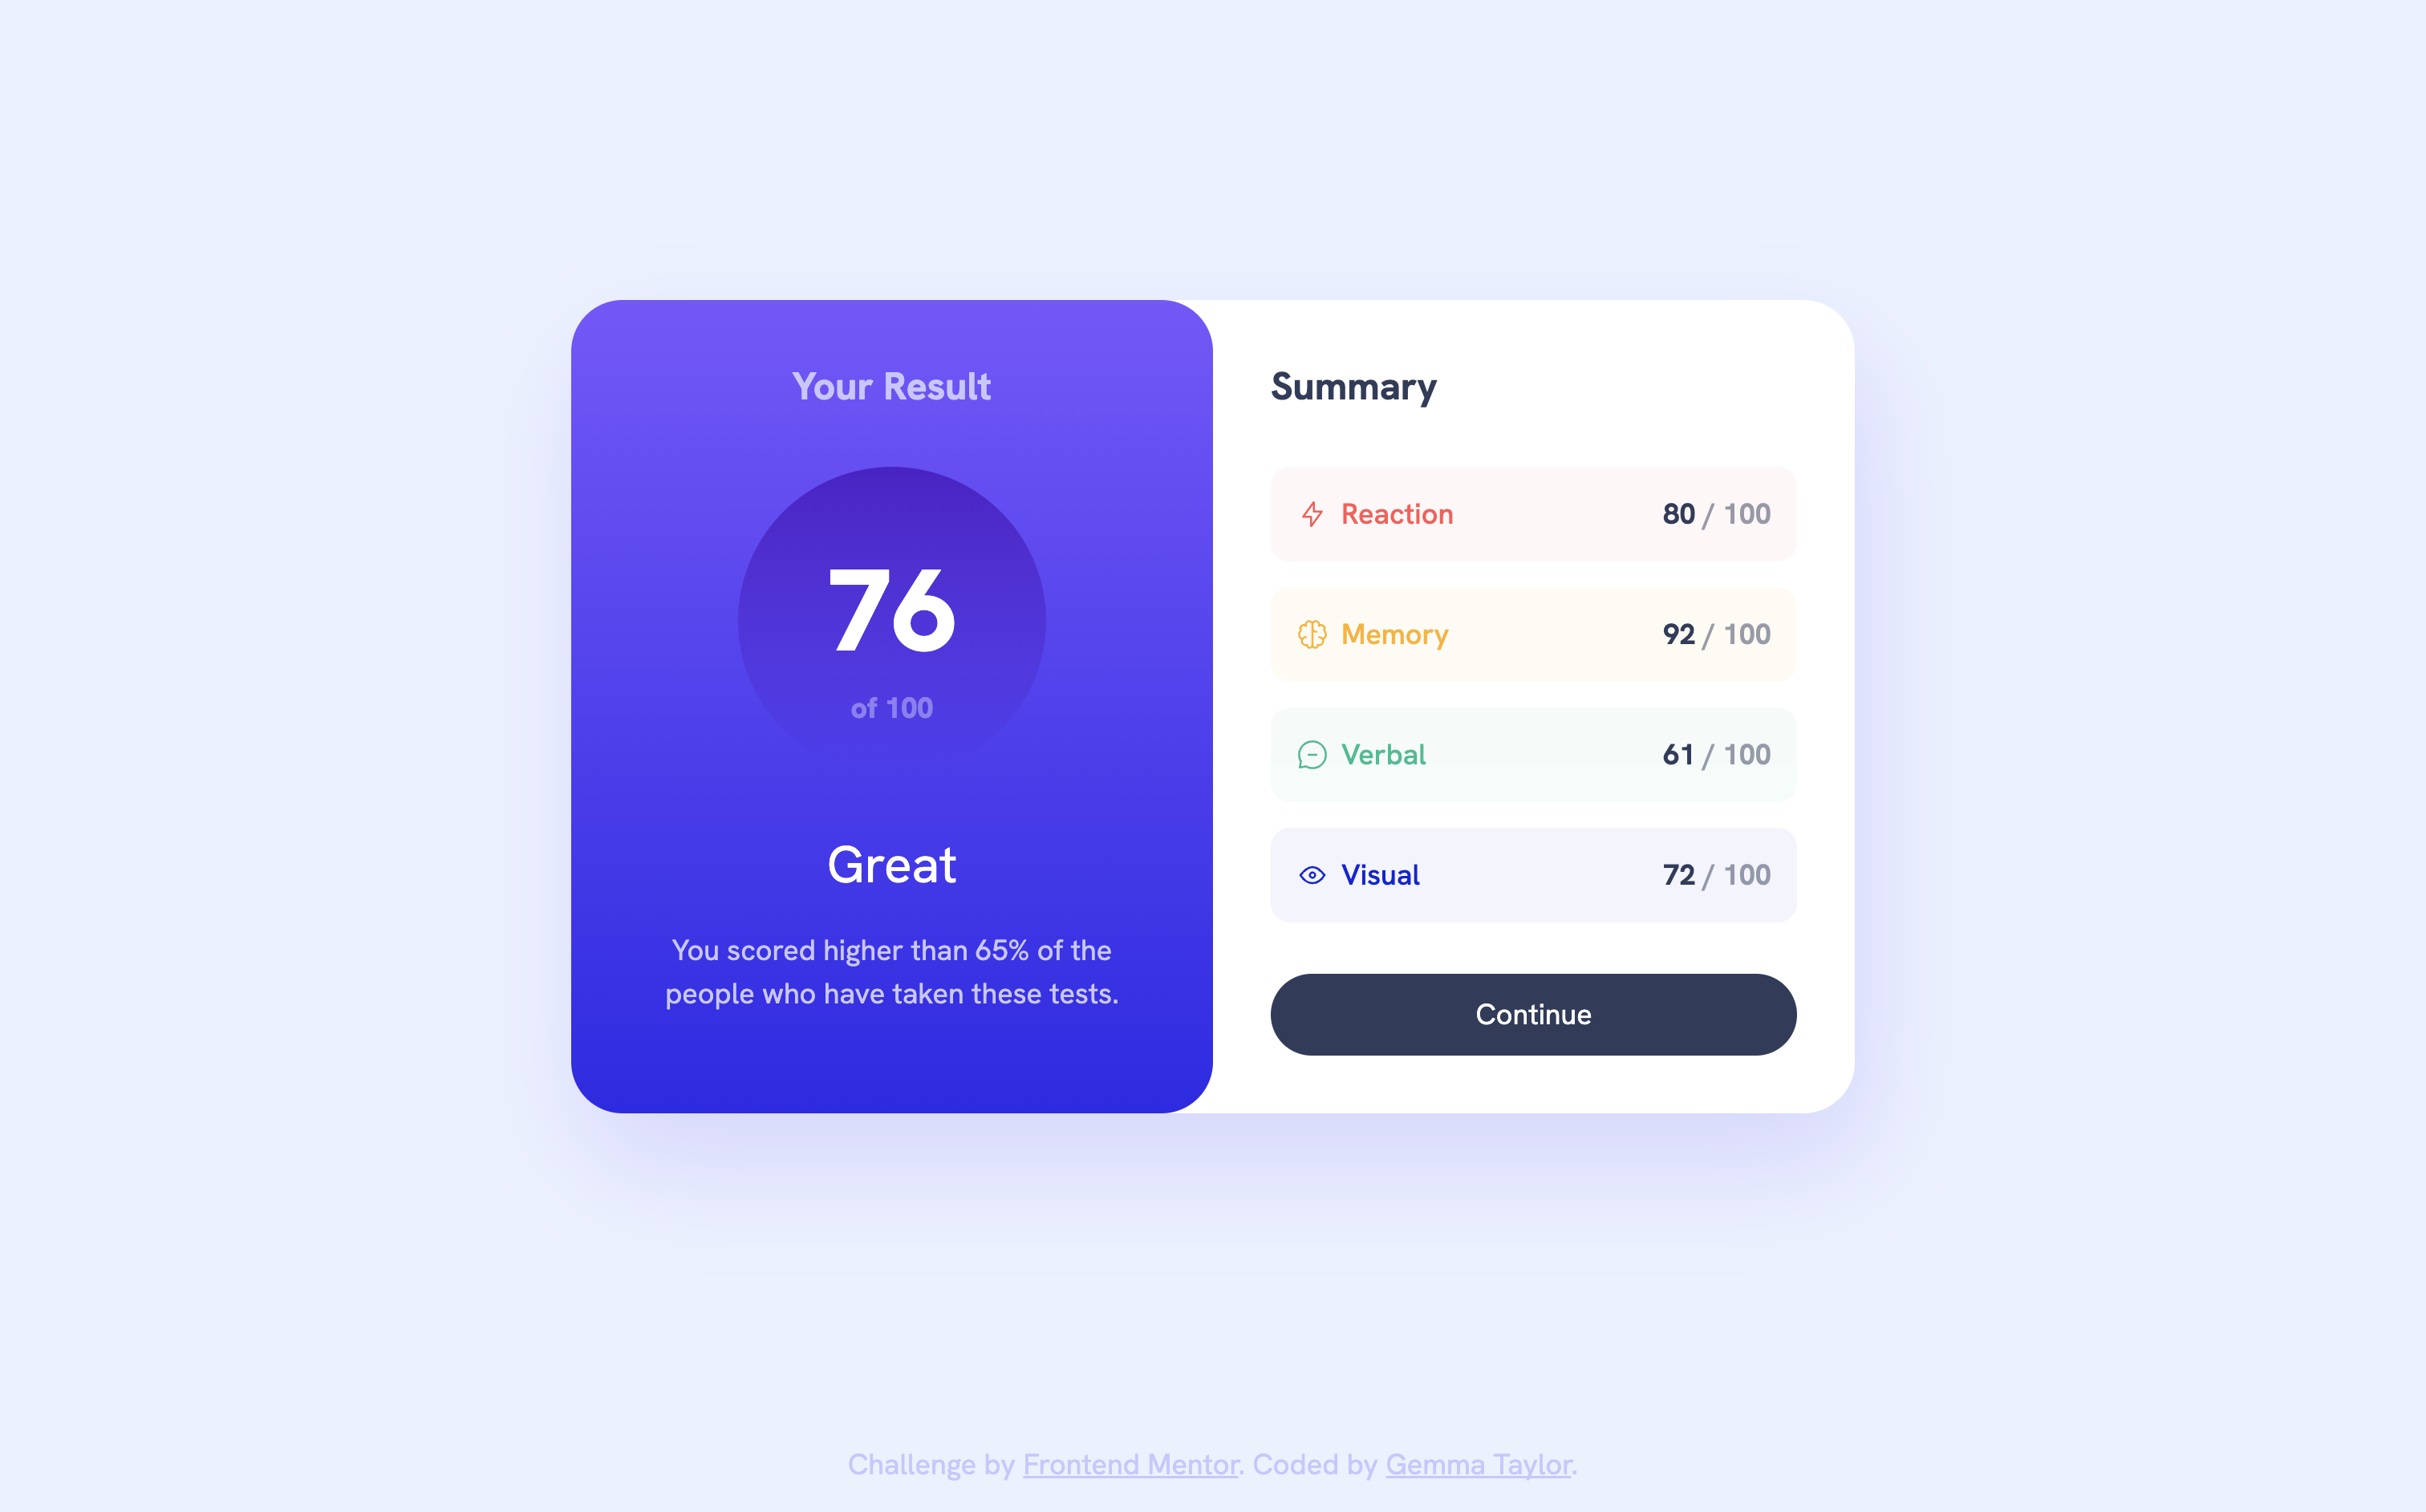 Your Result
76
of 100
Great
You scored higher than 65% of the
people who have taken these tests.
Summary
Reaction 80 / 100
Memory 92 / 100
Verbal 61 / 100
Visual 72 / 100
Continue
Challenge by Frontend Mentor. Coded by Gemma Taylor.